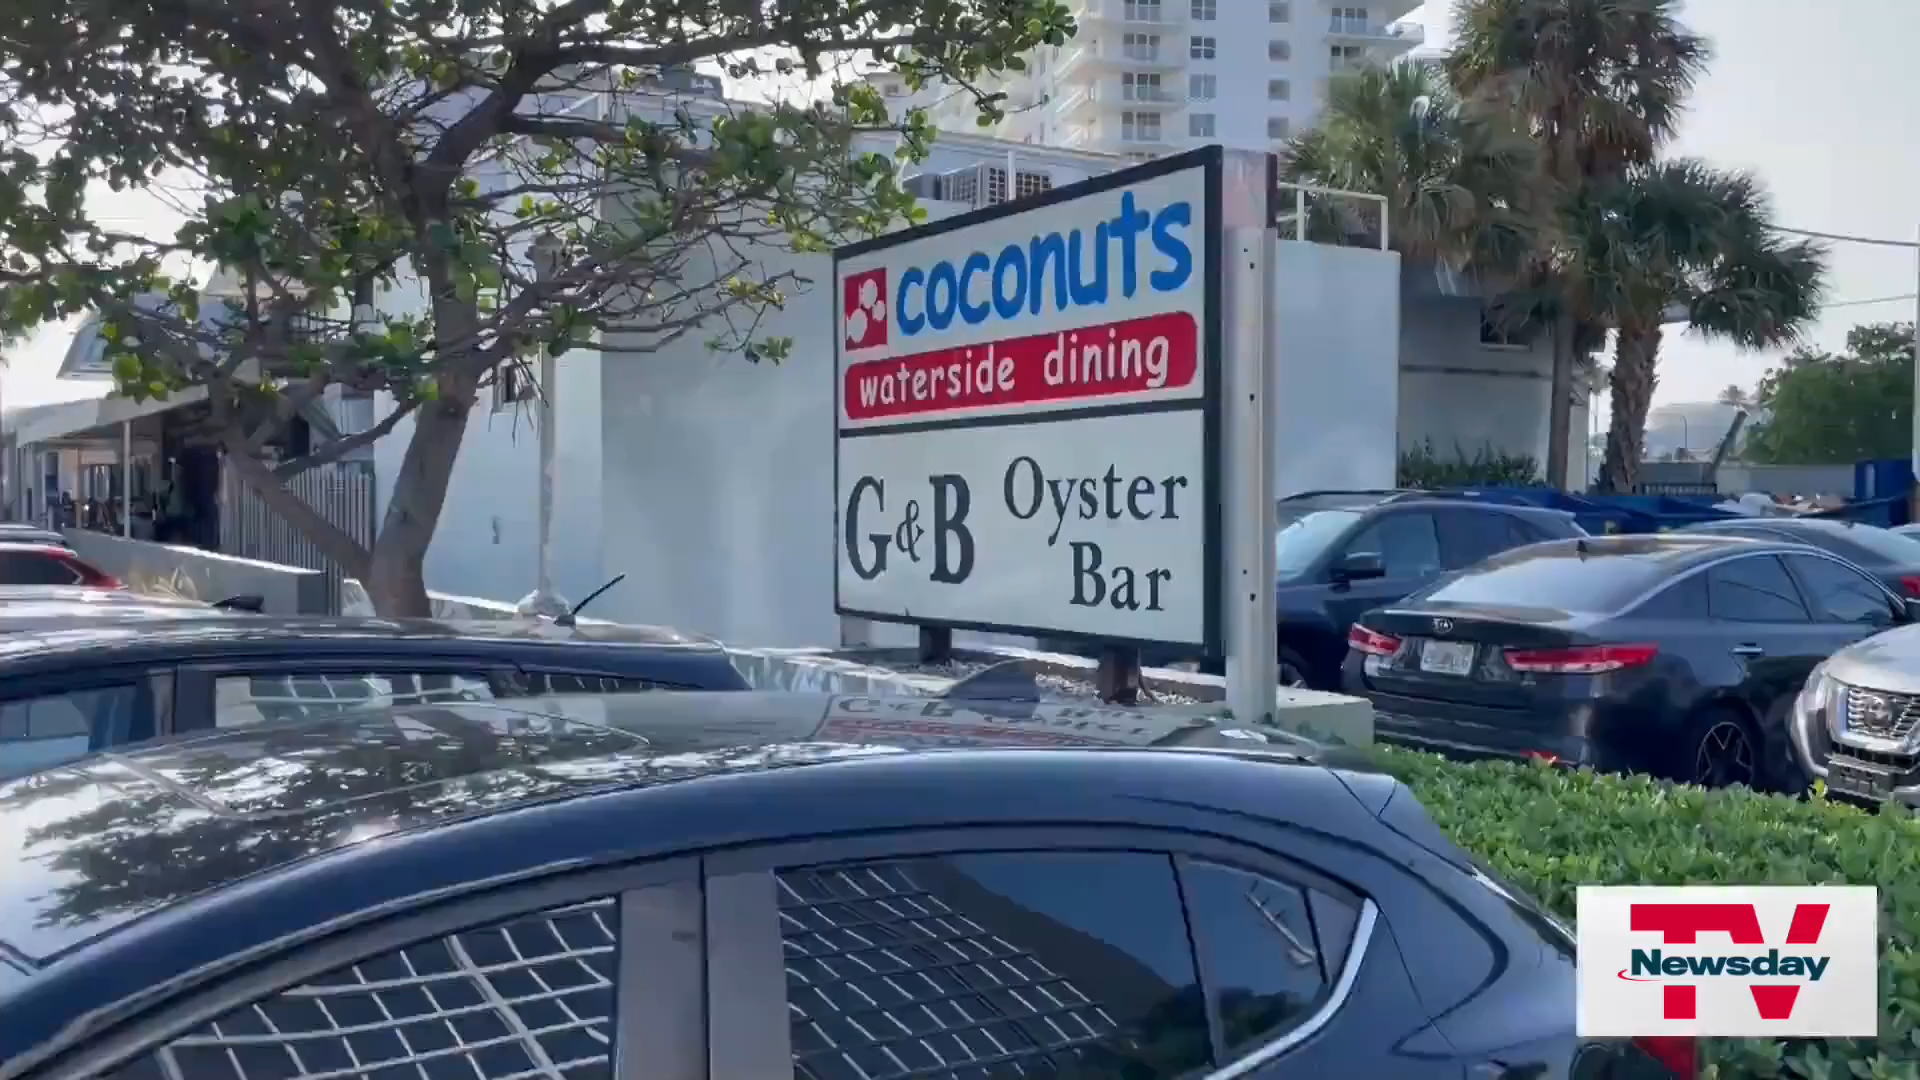 coconuts
waterside dining
G&B Oyster
Bar
TV
Newsday